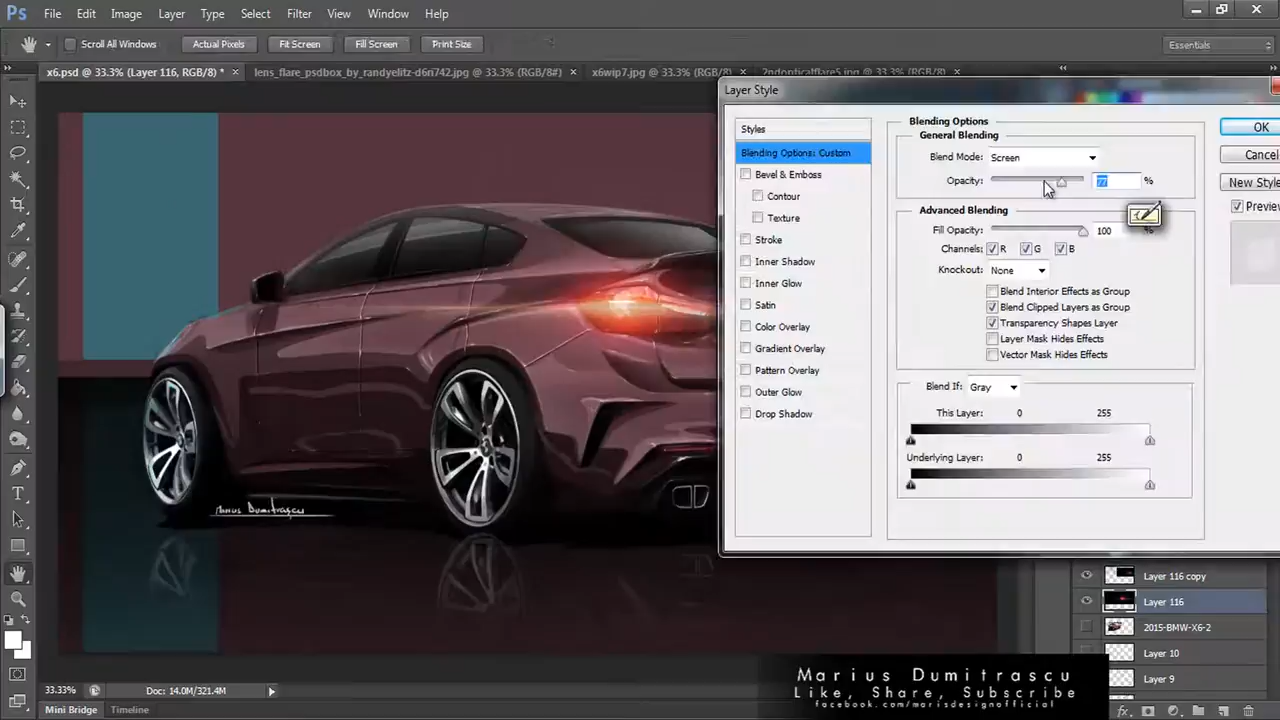 Ps File Edit Image Layer Type Select Filter View Window Help
Scroll All Windows Actual Pixels Fit Screen Fill Screen Print Size Essentials
x6.psd @ 33.3% (Layer 116, RGB/8) * × lens_flare_psdbox_by_randyelitz-d6ri742.jpg @ 33.3% (RGB/8#) × x6wip7.jpg @ 33.3% (RGB/8) × 2ndopticatflare5.jpg @ 33.3% (RGB/8) ×
Layer Style
Styles
Blending Options: Custom
Bevel & Emboss
Contour
Texture
Stroke
Inner Shadow
Inner Glow
Satin
Color Overlay
Gradient Overlay
Pattern Overlay
Outer Glow
Drop Shadow
Blending Options
General Blending
Blend Mode: Screen
Opacity: 77 %
Advanced Blending
Fill Opacity: 100 %
Channels: R G B
Knockout: None
Blend Interior Effects as Group
Blend Clipped Layers as Group
Transparency Shapes Layer
Layer Mask Hides Effects
Vector Mask Hides Effects
Blend If: Gray
This Layer: 0 255
Underlying Layer: 0 255
OK
Cancel
New Style
Preview
Marius Dumitrascu
Layer 116 copy
Layer 116
2015-BMW-X6-2
Layer 10
Layer 9
Marius Dumitrascu
Like, Share, Subscribe
facebook.com/marisdesignofficial
33.33% Doc: 14.0M/321.4M
Mini Bridge Timeline